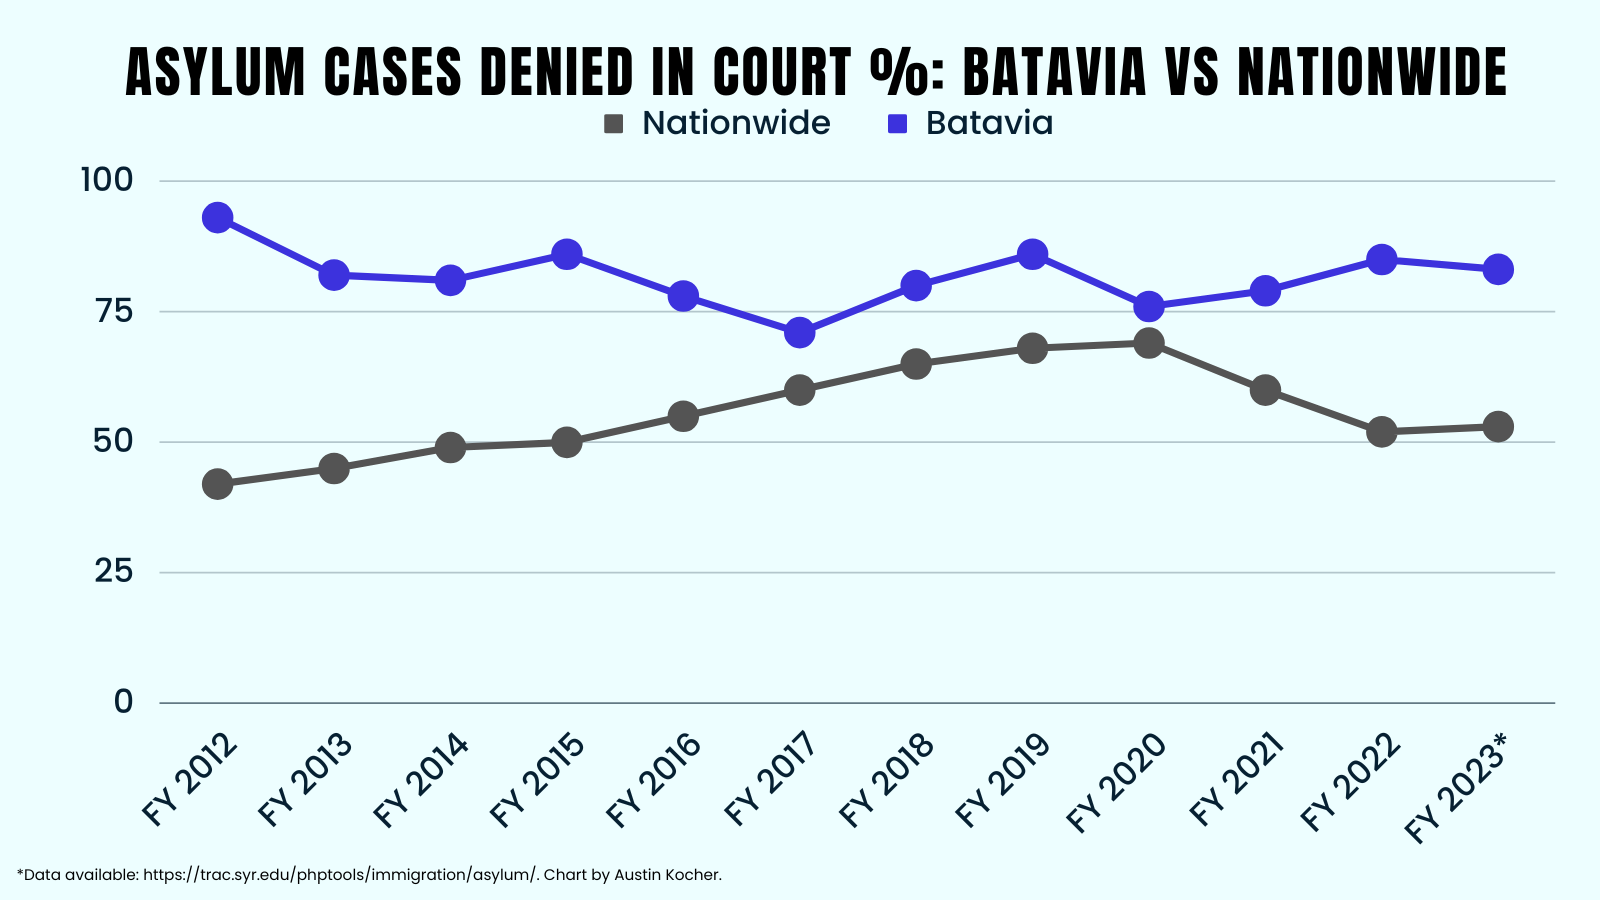 ASYLUM CASES DENIED IN COURT %: BATAVIA VS NATIONWIDE
Nationwide Batavia
100
75
50
25
0
FY 2012 FY 2013 FY 2014 FY 2015 FY 2016 FY 2017 FY 2018 FY 2019 FY 2020 FY 2021 FY 2022 FY 2023*
*Data available: https://trac.syr.edu/phptools/immigration/asylum/. Chart by Austin Kocher.